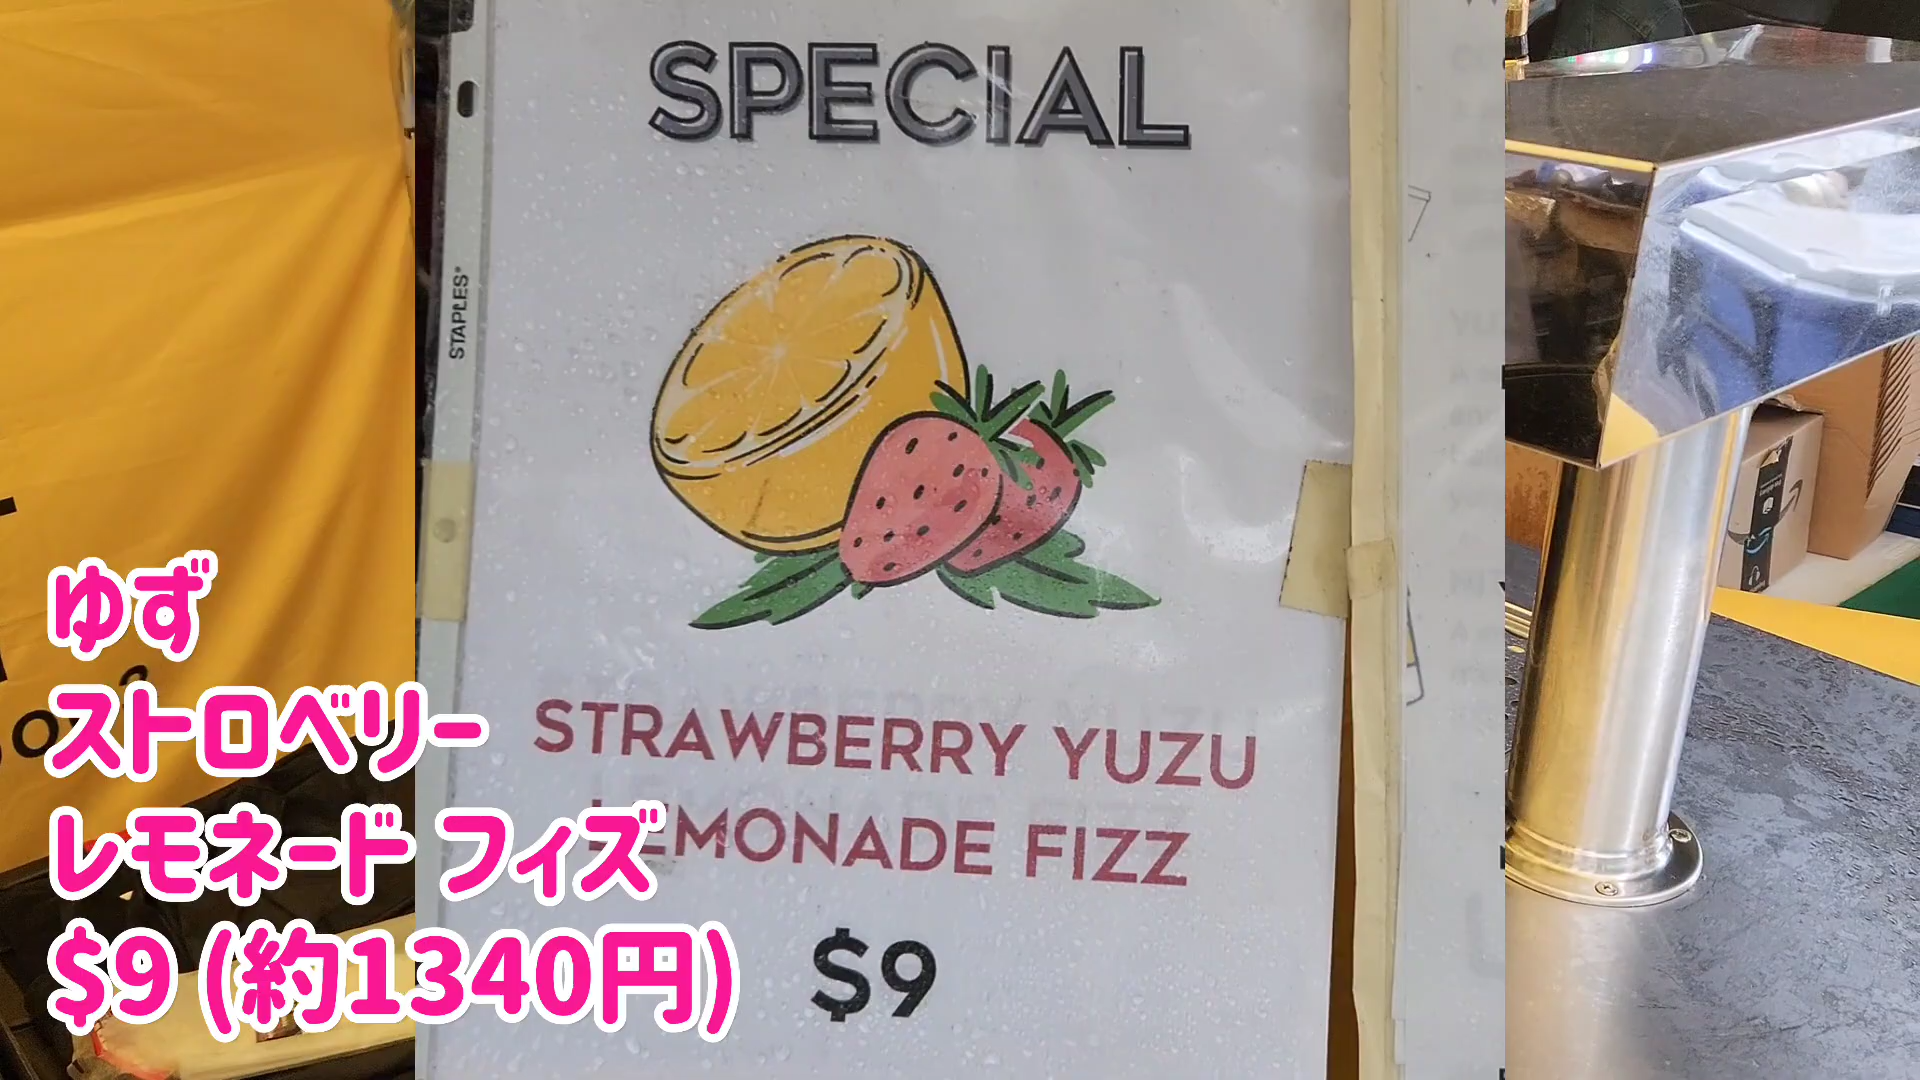 SPECIAL
STAPLES®
STRAWBERRY YUZU
LEMONADE FIZZ
$9
ゆず
ストロベリー
レモネード フィズ
$9 (約1340円)